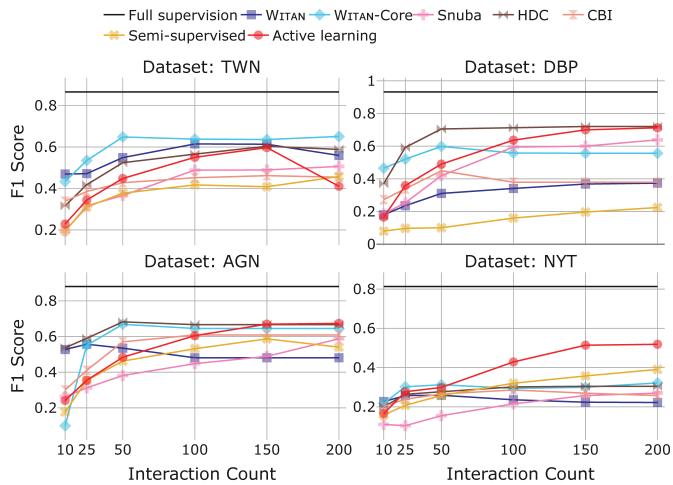 Full supervision WITAN WITAN-Core Snuba HDC CBI
Semi-supervised Active learning
Dataset: TWN
Dataset: DBP
F1 Score
0.8
0.6
0.4
0.2
1
0.8
0.6
0.4
0.2
0
Dataset: AGN
Dataset: NYT
F1 Score
0.8
0.6
0.4
0.2
0.8
0.6
0.4
0.2
10 25 50 100 150 200
10 25 50 100 150 200
Interaction Count
Interaction Count